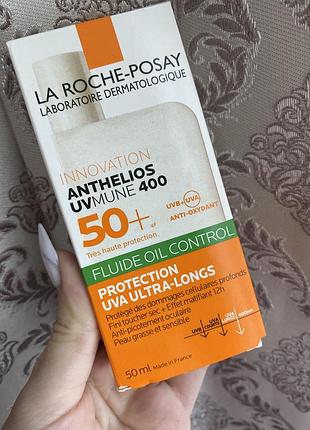 LA ROCHE-POSAY
LABORATOIRE DERMATOLOGIQUE
INNOVATION
ANTHELIOS
UVMUNE 400
50+
Très haute protection
UVB+UVA
ANTI-OXYDANT
FLUIDE OIL CONTROL
PROTECTION
UVA ULTRA-LONGS
Protège des dommages cellulaires profonds
Fini toucher sec + Effet matifiant 12h
Anti-picotement oculaire
Peau grasse et sensible
50 ml Made in France
UVB
UVA
400nm